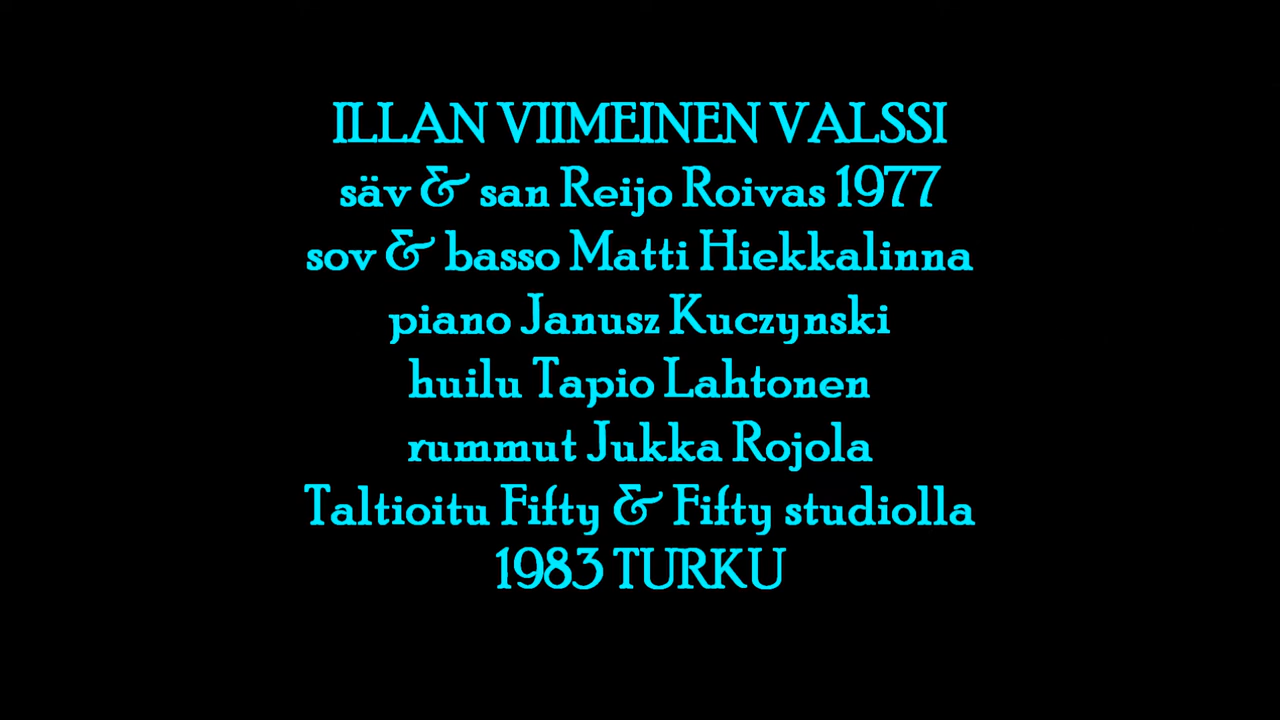 ILLAN VIIMEINEN VALSSI
säv & san Reijo Roivas 1977
sov & basso Matti Hiekkalinna
piano Janusz Kuczynski
huilu Tapio Lahtonen
rummut Jukka Rojola
Taltioitu Fifty & Fifty studiolla
1983 TURKU